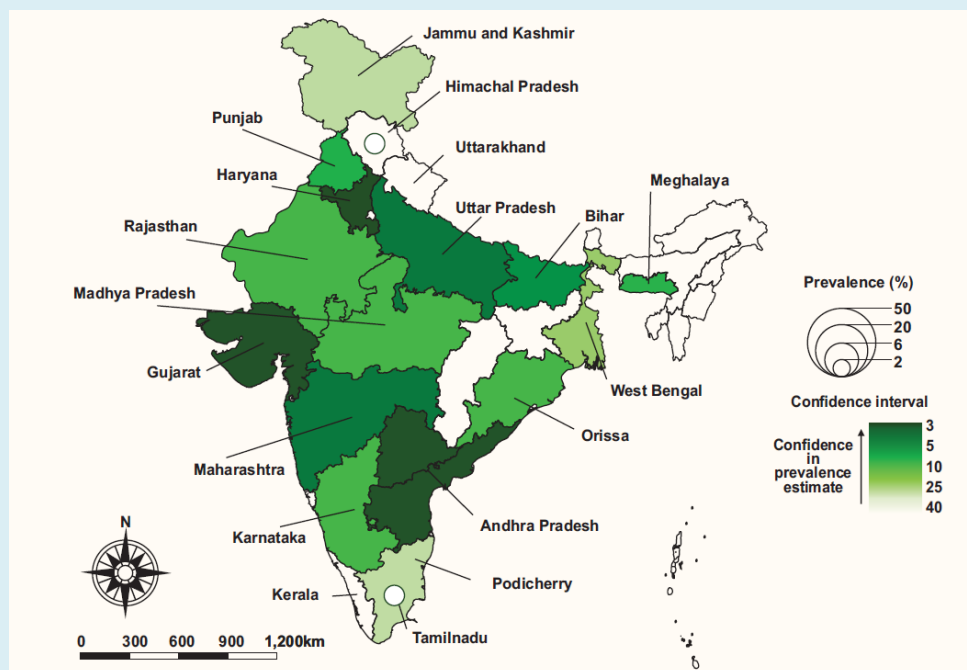 Jammu and Kashmir
Himachal Pradesh
Punjab
Uttarakhand
Haryana
Meghalaya
Uttar Pradesh
Bihar
Rajasthan
Prevalence (%)
Madhya Pradesh
50
20
6
2
Gujarat
West Bengal
Confidence interval
3
5
10
25
40
Confidence
in
prevalence
estimate
Orissa
Maharashtra
Andhra Pradesh
N
Karnataka
Podicherry
Kerala
Tamilnadu
0 300 600 900 1,200km